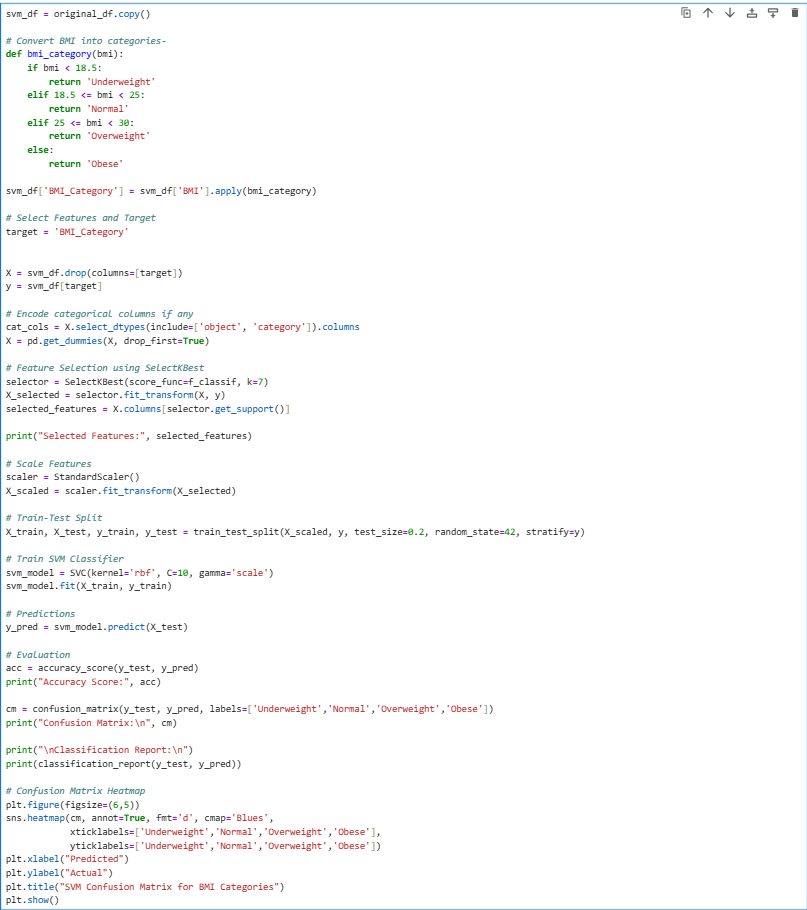 svm_df = original_df.copy()

# Convert BMI into categories-
def bmi_category(bmi):
    if bmi < 18.5:
        return 'Underweight'
    elif 18.5 <= bmi < 25:
        return 'Normal'
    elif 25 <= bmi < 30:
        return 'Overweight'
    else:
        return 'Obese'

svm_df['BMI_Category'] = svm_df['BMI'].apply(bmi_category)

# Select Features and Target
target = 'BMI_Category'


X = svm_df.drop(columns=[target])
y = svm_df[target]

# Encode categorical columns if any
cat_cols = X.select_dtypes(include=['object', 'category']).columns
X = pd.get_dummies(X, drop_first=True)

# Feature Selection using SelectKBest
selector = SelectKBest(score_func=f_classif, k=7)
X_selected = selector.fit_transform(X, y)
selected_features = X.columns[selector.get_support()]

print("Selected Features:", selected_features)

# Scale Features
scaler = StandardScaler()
X_scaled = scaler.fit_transform(X_selected)

# Train-Test Split
X_train, X_test, y_train, y_test = train_test_split(X_scaled, y, test_size=0.2, random_state=42, stratify=y)

# Train SVM Classifier
svm_model = SVC(kernel='rbf', C=10, gamma='scale')
svm_model.fit(X_train, y_train)

# Predictions
y_pred = svm_model.predict(X_test)

# Evaluation
acc = accuracy_score(y_test, y_pred)
print("Accuracy Score:", acc)

cm = confusion_matrix(y_test, y_pred, labels=['Underweight','Normal','Overweight','Obese'])
print("Confusion Matrix:\n", cm)

print("\nClassification Report:\n")
print(classification_report(y_test, y_pred))

# Confusion Matrix Heatmap
plt.figure(figsize=(6,5))
sns.heatmap(cm, annot=True, fmt='d', cmap='Blues',
            xticklabels=['Underweight','Normal','Overweight','Obese'],
            yticklabels=['Underweight','Normal','Overweight','Obese'])
plt.xlabel("Predicted")
plt.ylabel("Actual")
plt.title("SVM Confusion Matrix for BMI Categories")
plt.show()